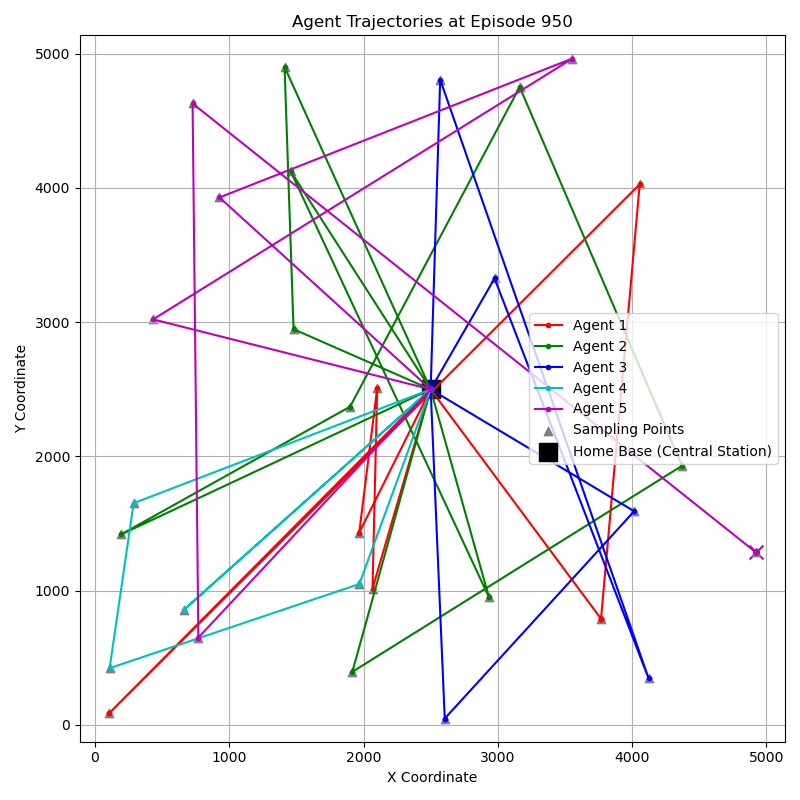 Agent Trajectories at Episode 950
5000
4000
3000
2000
1000
0
Y Coordinate
Agent 1
Agent 2
Agent 3
Agent 4
Agent 5
Sampling Points
Home Base (Central Station)
0 1000 2000 3000 4000 5000
X Coordinate